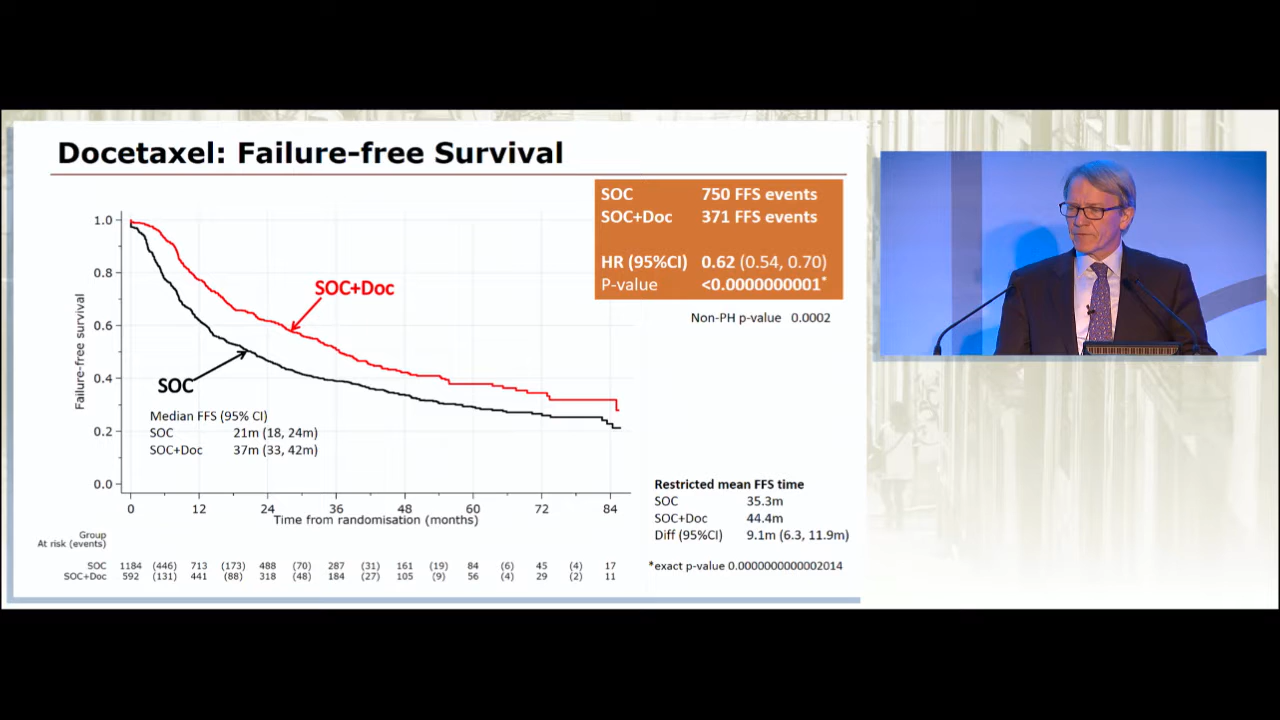 Docetaxel: Failure-free Survival
SOC 750 FFS events
SOC+Doc 371 FFS events
HR (95%CI) 0.62 (0.54, 0.70)
P-value <0.0000000001*
Non-PH p-value 0.0002
1.0
0.8
0.6
0.4
0.2
0.0
Failure-free survival
SOC+Doc
SOC
Median FFS (95% CI)
SOC 21m (18, 24m)
SOC+Doc 37m (33, 42m)
0 12 24 36 48 60 72 84
Time from randomisation (months)
Restricted mean FFS time
SOC 35.3m
SOC+Doc 44.4m
Diff (95%CI) 9.1m (6.3, 11.9m)
*exact p-value 0.0000000000002014
Group
At risk (events)
SOC 1184 (446) 713 (173) 488 (70) 287 (31) 161 (19) 84 (6) 45 (4) 17
SOC+Doc 592 (131) 441 (88) 318 (48) 184 (27) 105 (9) 56 (4) 29 (2) 11